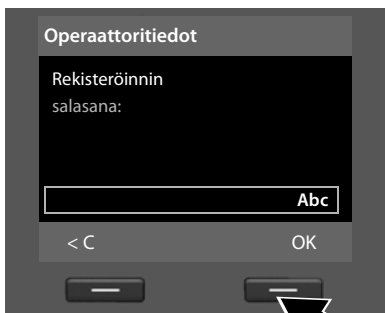 Operaattoritiedot
Rekisteröinnin
salasana:
Abc
< C OK